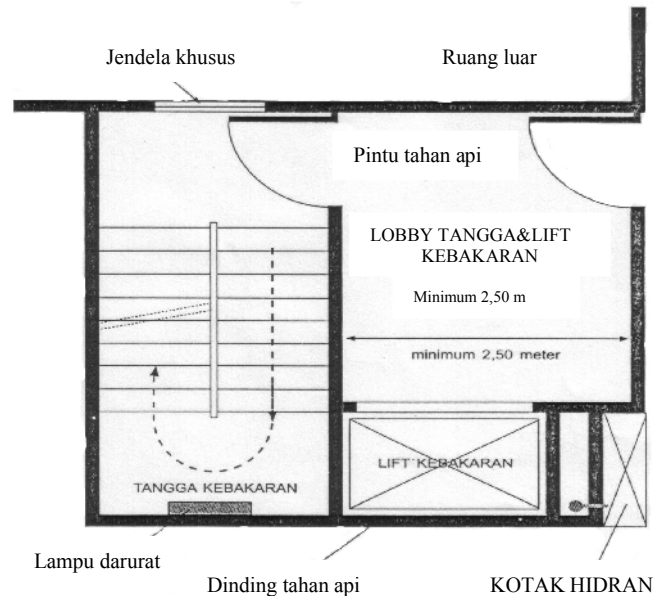 Jendela khusus
Ruang luar
Pintu tahan api
LOBBY TANGGA&LIFT
KEBAKARAN
Minimum 2,50 m
minimum 2,50 meter
LIFT KEBAKARAN
TANGGA KEBAKARAN
Lampu darurat
Dinding tahan api
KOTAK HIDRAN